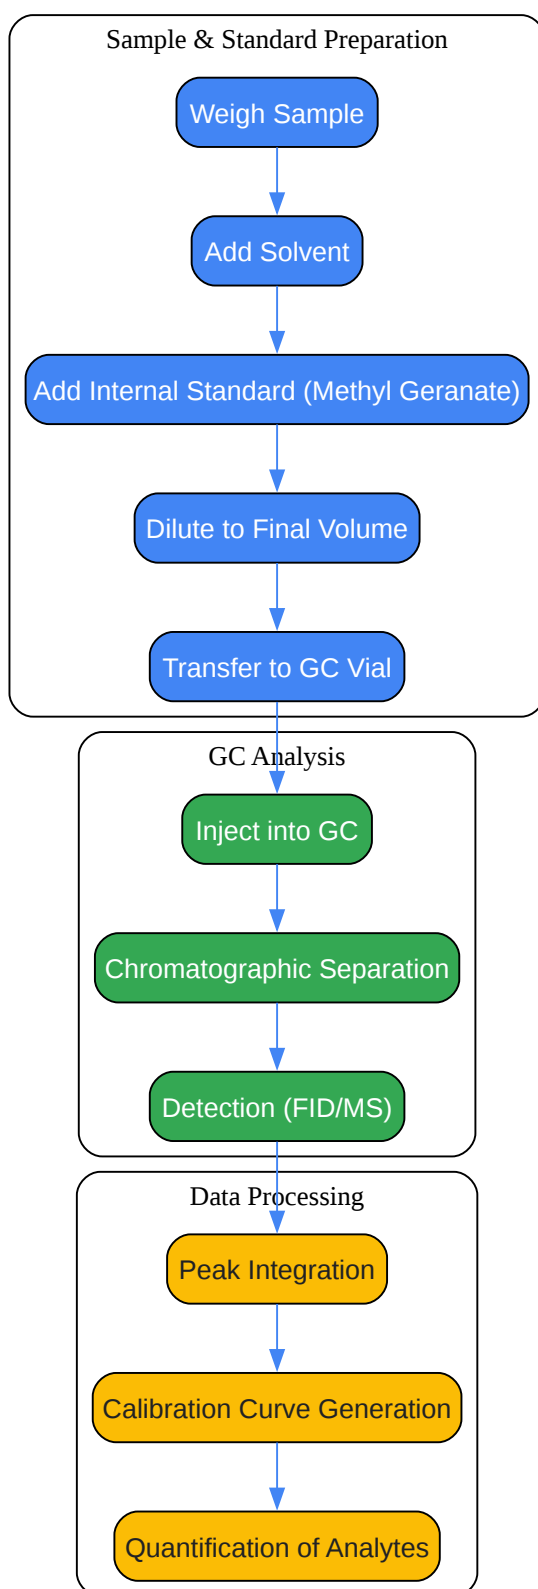 Sample & Standard Preparation
Weigh Sample
Add Solvent
Add Internal Standard (Methyl Geranate)
Dilute to Final Volume
Transfer to GC Vial
GC Analysis
Inject into GC
Chromatographic Separation
Detection (FID/MS)
Data Processing
Peak Integration
Calibration Curve Generation
Quantification of Analytes